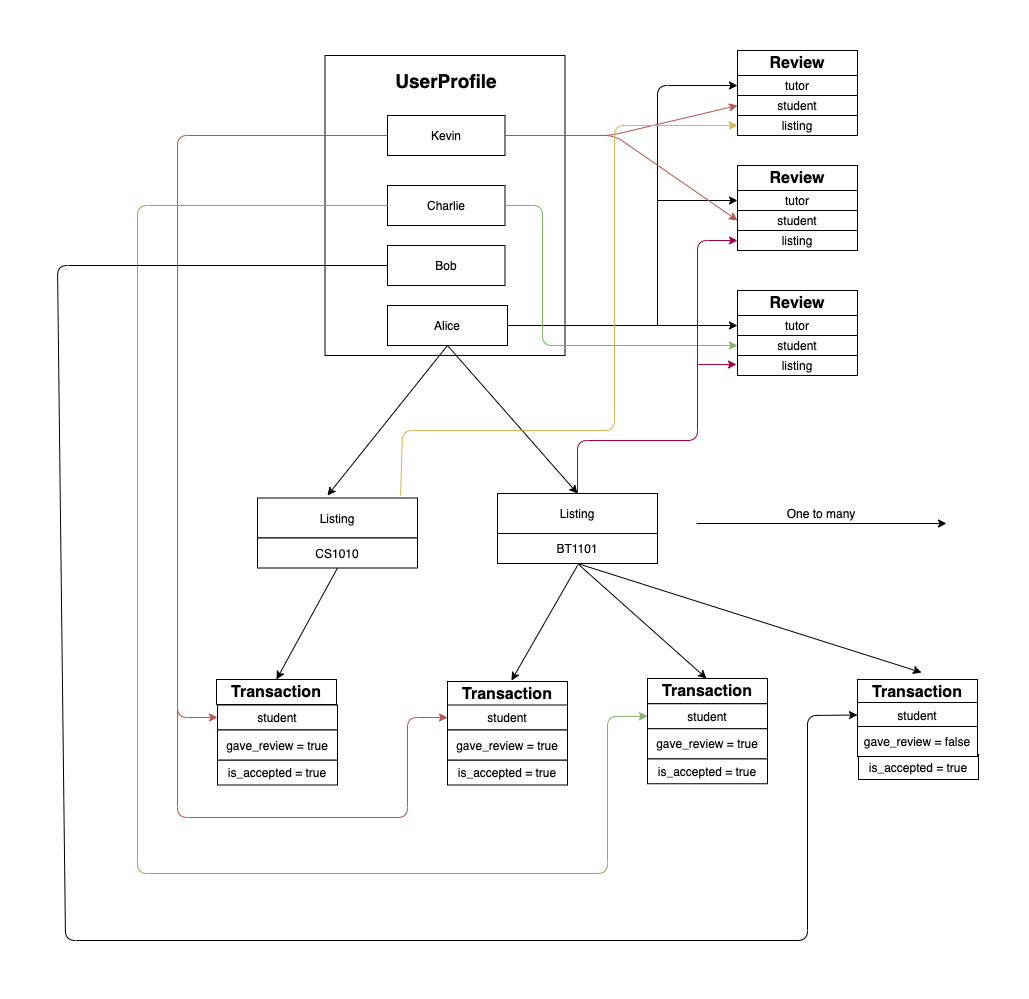 UserProfile
Kevin
Charlie
Bob
Alice
Review
tutor
student
listing
Review
tutor
student
listing
Review
tutor
student
listing
Listing
CS1010
Listing
BT1101
One to many
Transaction
student
gave_review = true
is_accepted = true
Transaction
student
gave_review = true
is_accepted = true
Transaction
student
gave_review = true
is_accepted = true
Transaction
student
gave_review = false
is_accepted = true